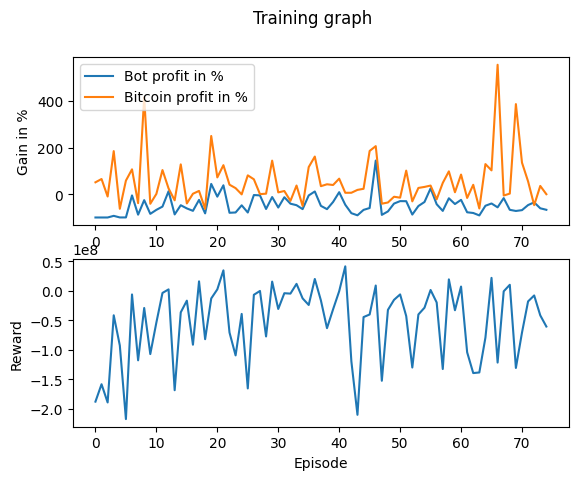 Training graph
Bot profit in %
Bitcoin profit in %
Gain in %
400
200
0
0 10 20 30 40 50 60 70
1e8
Reward
0.5
0.0
−0.5
−1.0
−1.5
−2.0
0 10 20 30 40 50 60 70
Episode